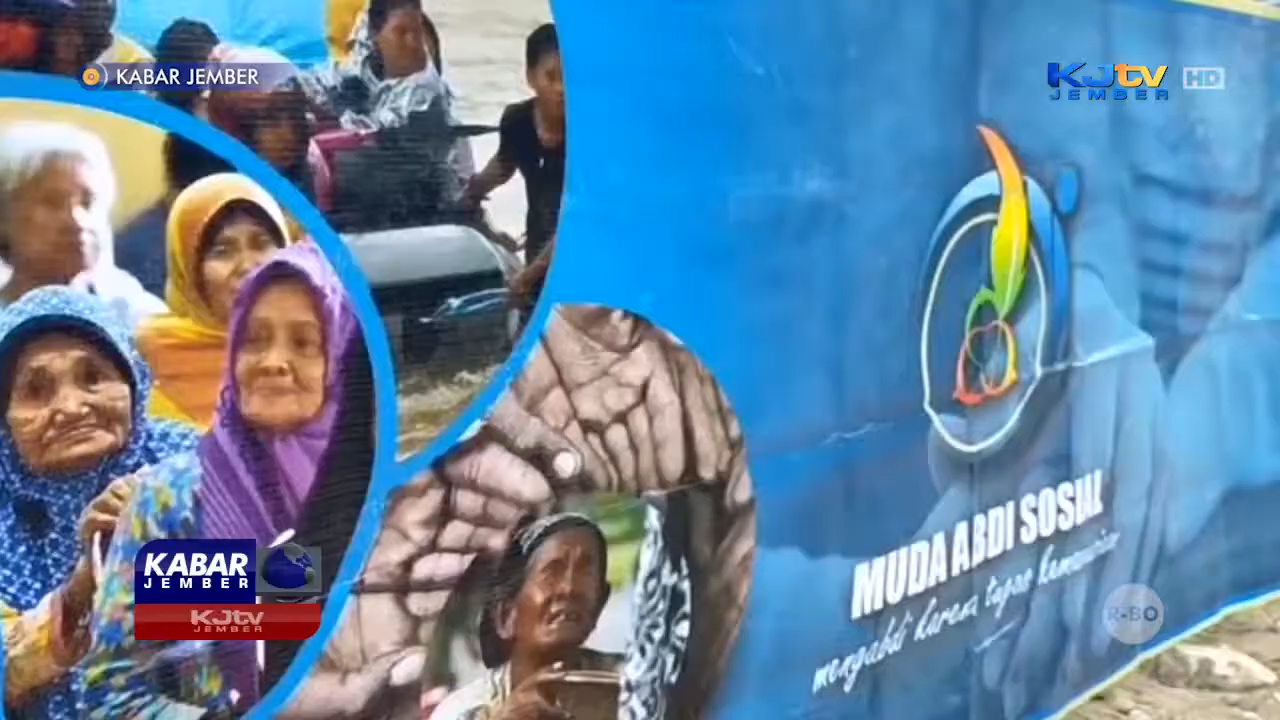 KABAR JEMBER
KJTV
JEMBER
HD
MUDA ABDI SOSIAL
mengabdi karena tugas kemanusiaan
KABAR
JEMBER
KJTV
JEMBER
R-BO